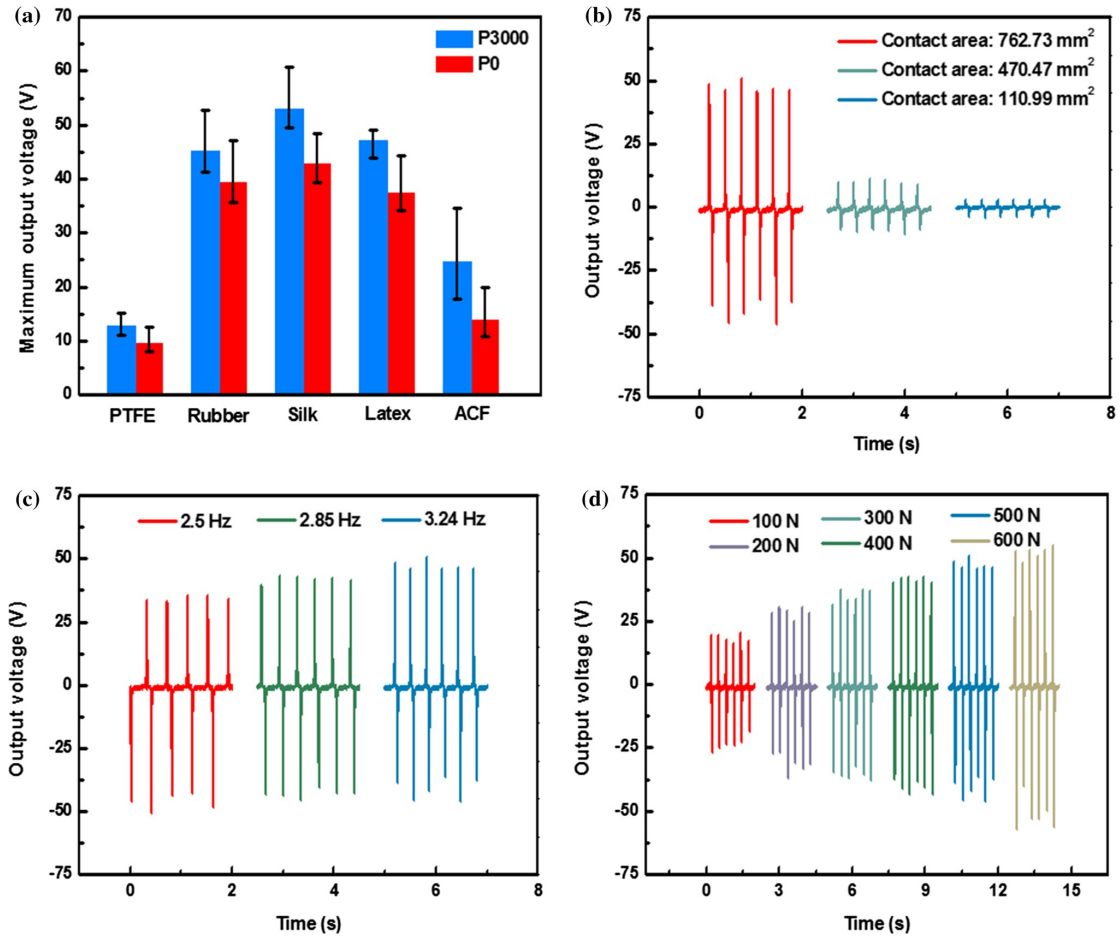 (a)
70
60
50
40
30
20
10
0
Maximum output voltage (V)
P3000
P0
PTFE Rubber Silk Latex ACF
(b)
75
50
25
0
-25
-50
-75
Output voltage (V)
Contact area: 762.73 mm²
Contact area: 470.47 mm²
Contact area: 110.99 mm²
0 2 4 6 8
Time (s)
(c)
75
50
25
0
-25
-50
-75
Output voltage (V)
2.5 Hz 2.85 Hz 3.24 Hz
0 2 4 6 8
Time (s)
(d)
75
50
25
0
-25
-50
-75
Output voltage (V)
100 N 300 N 500 N
200 N 400 N 600 N
0 3 6 9 12 15
Time (s)